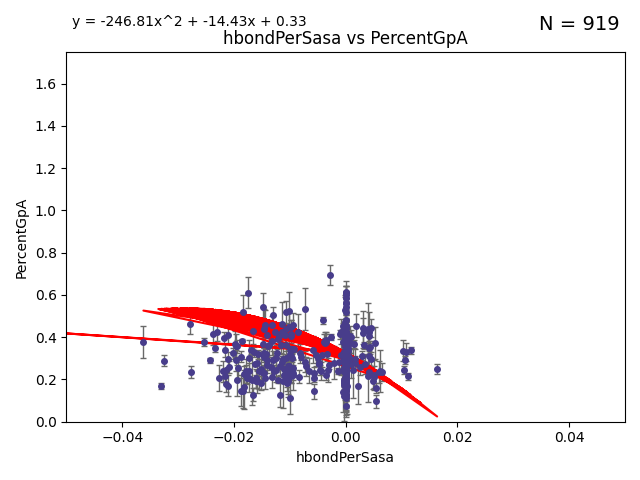 y = -246.81x^2 + -14.43x + 0.33
N = 919
hbondPerSasa vs PercentGpA
PercentGpA
1.6
1.4
1.2
1.0
0.8
0.6
0.4
0.2
0.0
−0.04 −0.02 0.00 0.02 0.04
hbondPerSasa